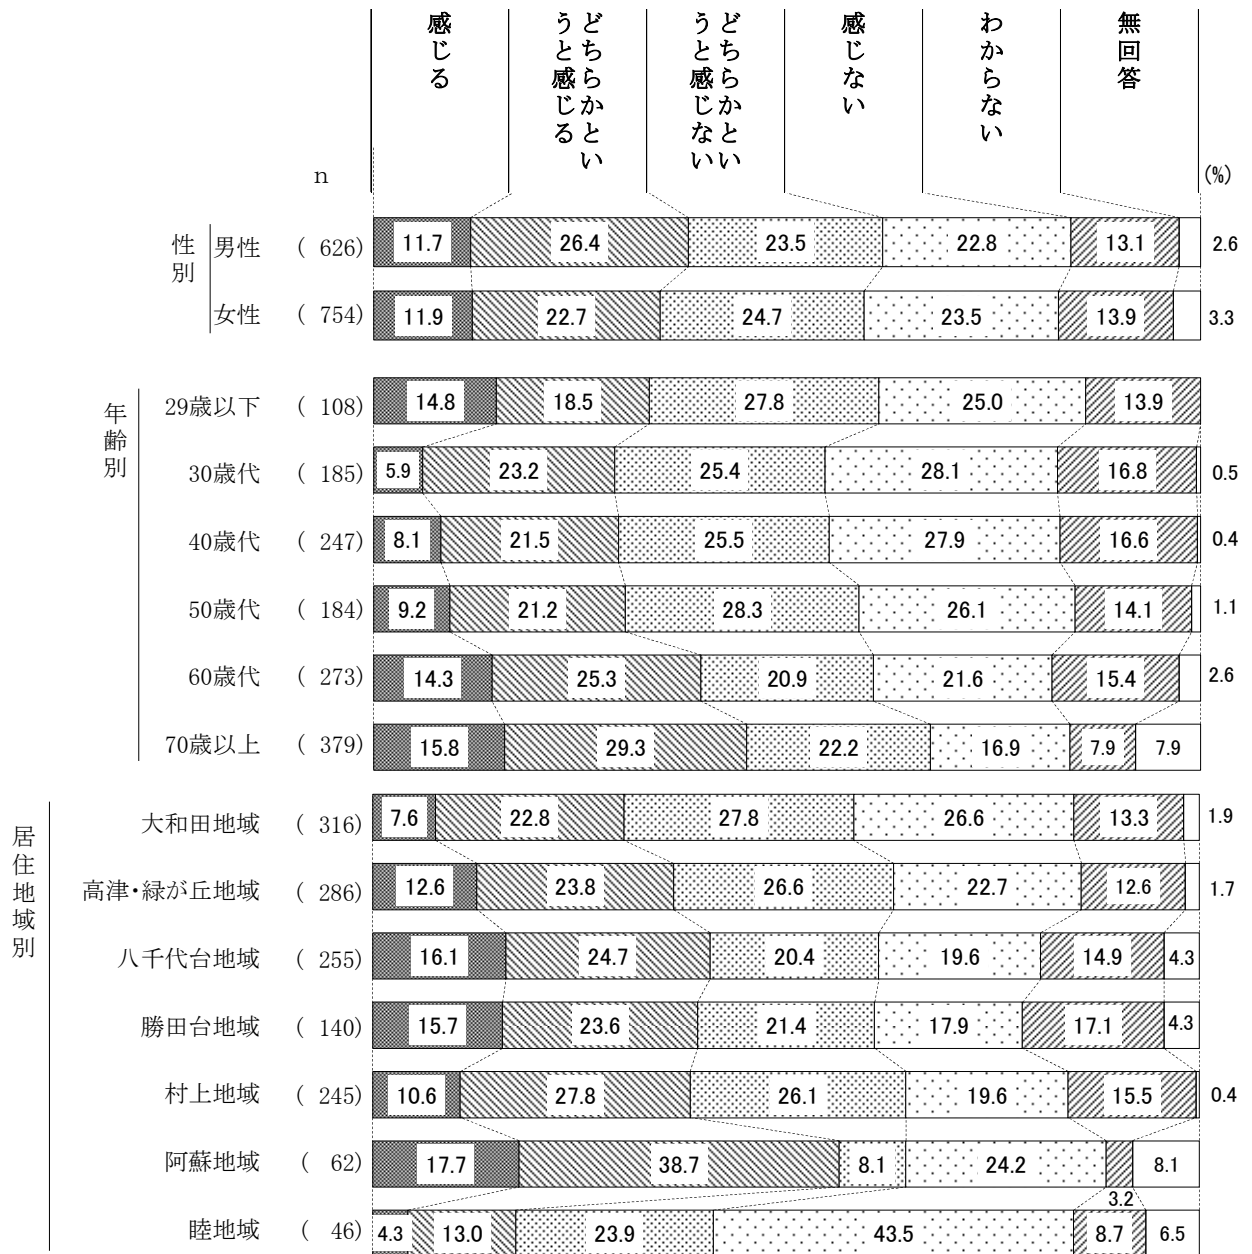 感じる
どちらかとい
うと感じる
どちらかとい
うと感じない
感じない
わからない
無回答
n
(%)
性別
男性 ( 626) 11.7 26.4 23.5 22.8 13.1 2.6
女性 ( 754) 11.9 22.7 24.7 23.5 13.9 3.3
年齢別
29歳以下 ( 108) 14.8 18.5 27.8 25.0 13.9
30歳代 ( 185) 5.9 23.2 25.4 28.1 16.8 0.5
40歳代 ( 247) 8.1 21.5 25.5 27.9 16.6 0.4
50歳代 ( 184) 9.2 21.2 28.3 26.1 14.1 1.1
60歳代 ( 273) 14.3 25.3 20.9 21.6 15.4 2.6
70歳以上 ( 379) 15.8 29.3 22.2 16.9 7.9 7.9
居住地域別
大和田地域 ( 316) 7.6 22.8 27.8 26.6 13.3 1.9
高津・緑が丘地域 ( 286) 12.6 23.8 26.6 22.7 12.6 1.7
八千代台地域 ( 255) 16.1 24.7 20.4 19.6 14.9 4.3
勝田台地域 ( 140) 15.7 23.6 21.4 17.9 17.1 4.3
村上地域 ( 245) 10.6 27.8 26.1 19.6 15.5 0.4
阿蘇地域 ( 62) 17.7 38.7 8.1 24.2 3.2 8.1
睦地域 ( 46) 4.3 13.0 23.9 43.5 8.7 6.5